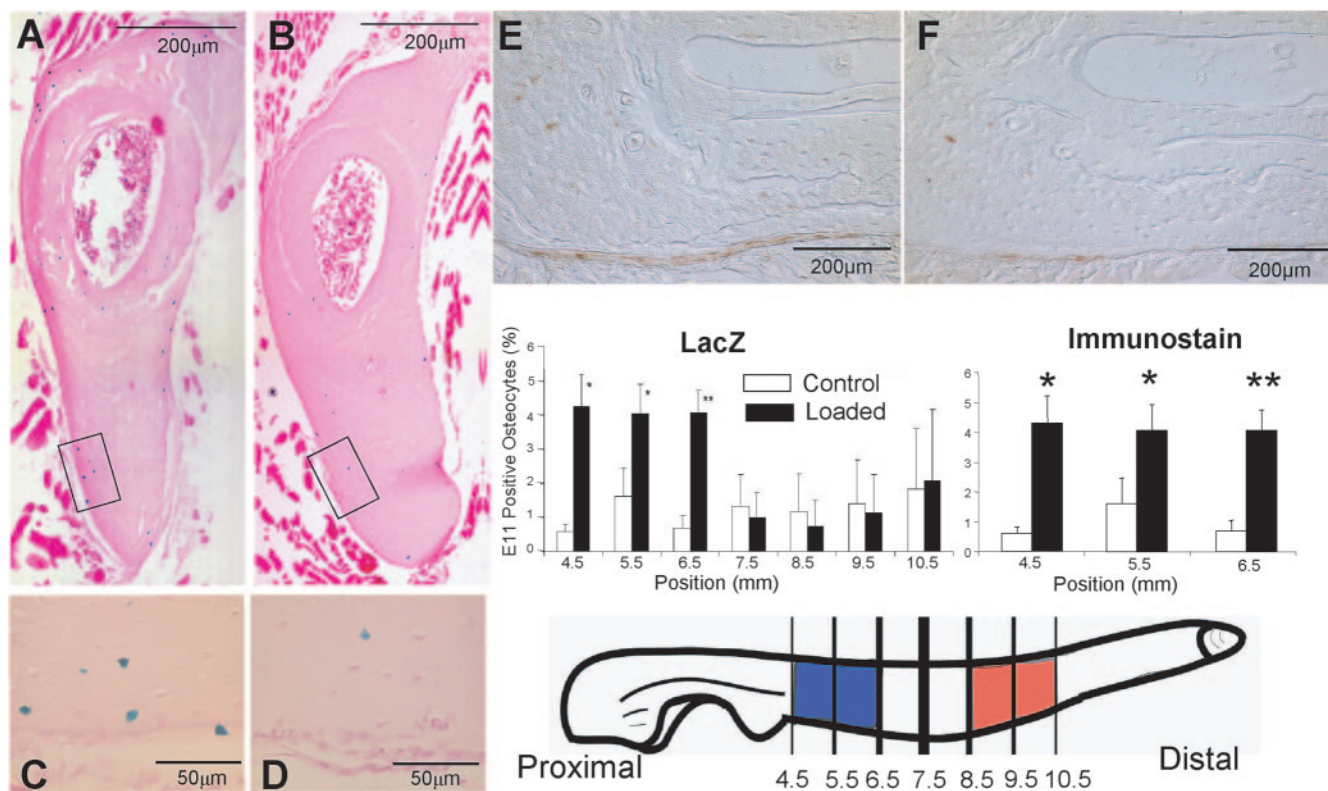 A
200µm
B
200µm
E
200µm
F
200µm
C
50µm
D
50µm
LacZ
E11 Positive Osteocytes (%)
6
5
4
3
2
1
0
*
*
**
Control
Loaded
4.5 5.5 6.5 7.5 8.5 9.5 10.5
Position (mm)
Immunostain
6
5
4
3
2
1
0
*
*
**
4.5 5.5 6.5
Position (mm)
Proximal
Distal
4.5 5.5 6.5 7.5 8.5 9.5 10.5